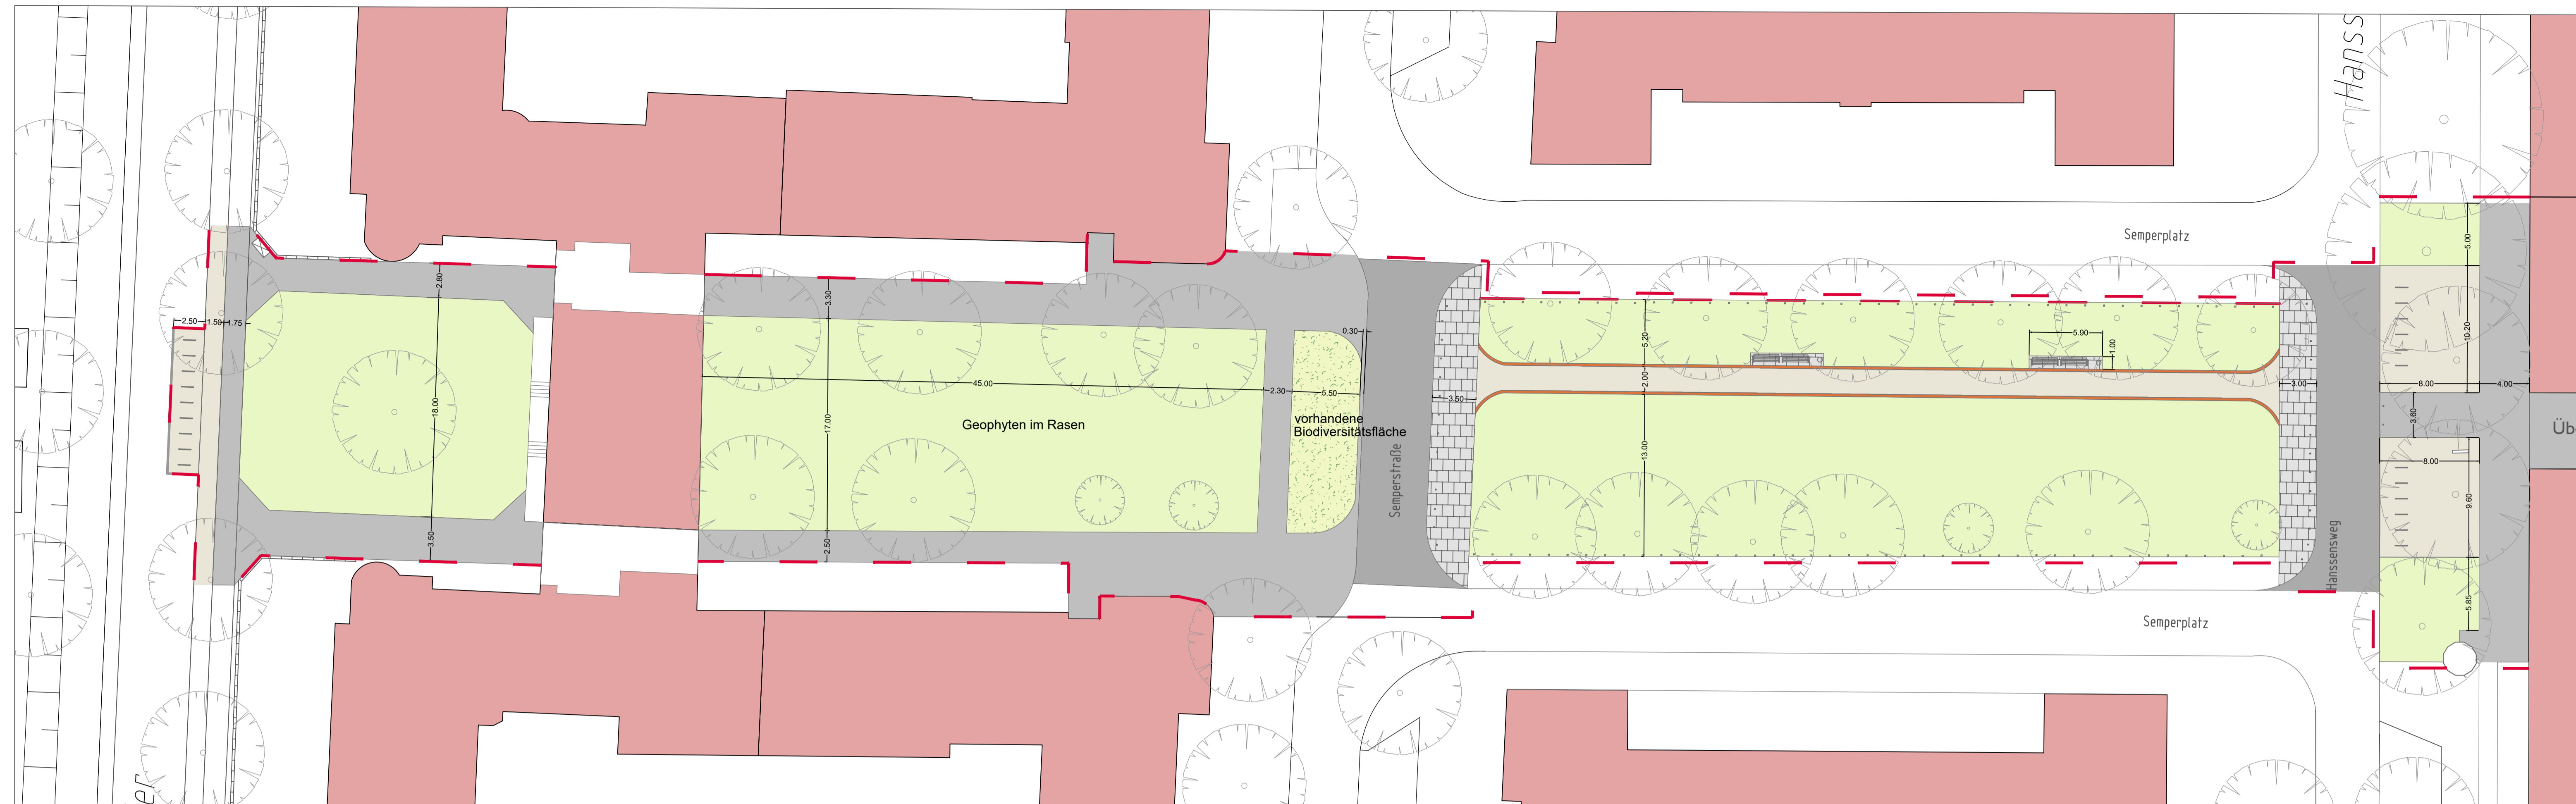 Hanss
Semperplatz
2.80
5.00
2.50
1.50
1.75
3.30
0.30
5.20
5.90
1.00
10.20
45.00
2.30
5.50
2.00
3.50
3.00
8.00
4.00
18.00
17.00
Geophyten im Rasen
vorhandene
Biodiversitätsfläche
3.60
Üb
13.00
8.00
Semperstraße
9.60
3.50
2.50
Hanssensweg
5.85
Semperplatz
er